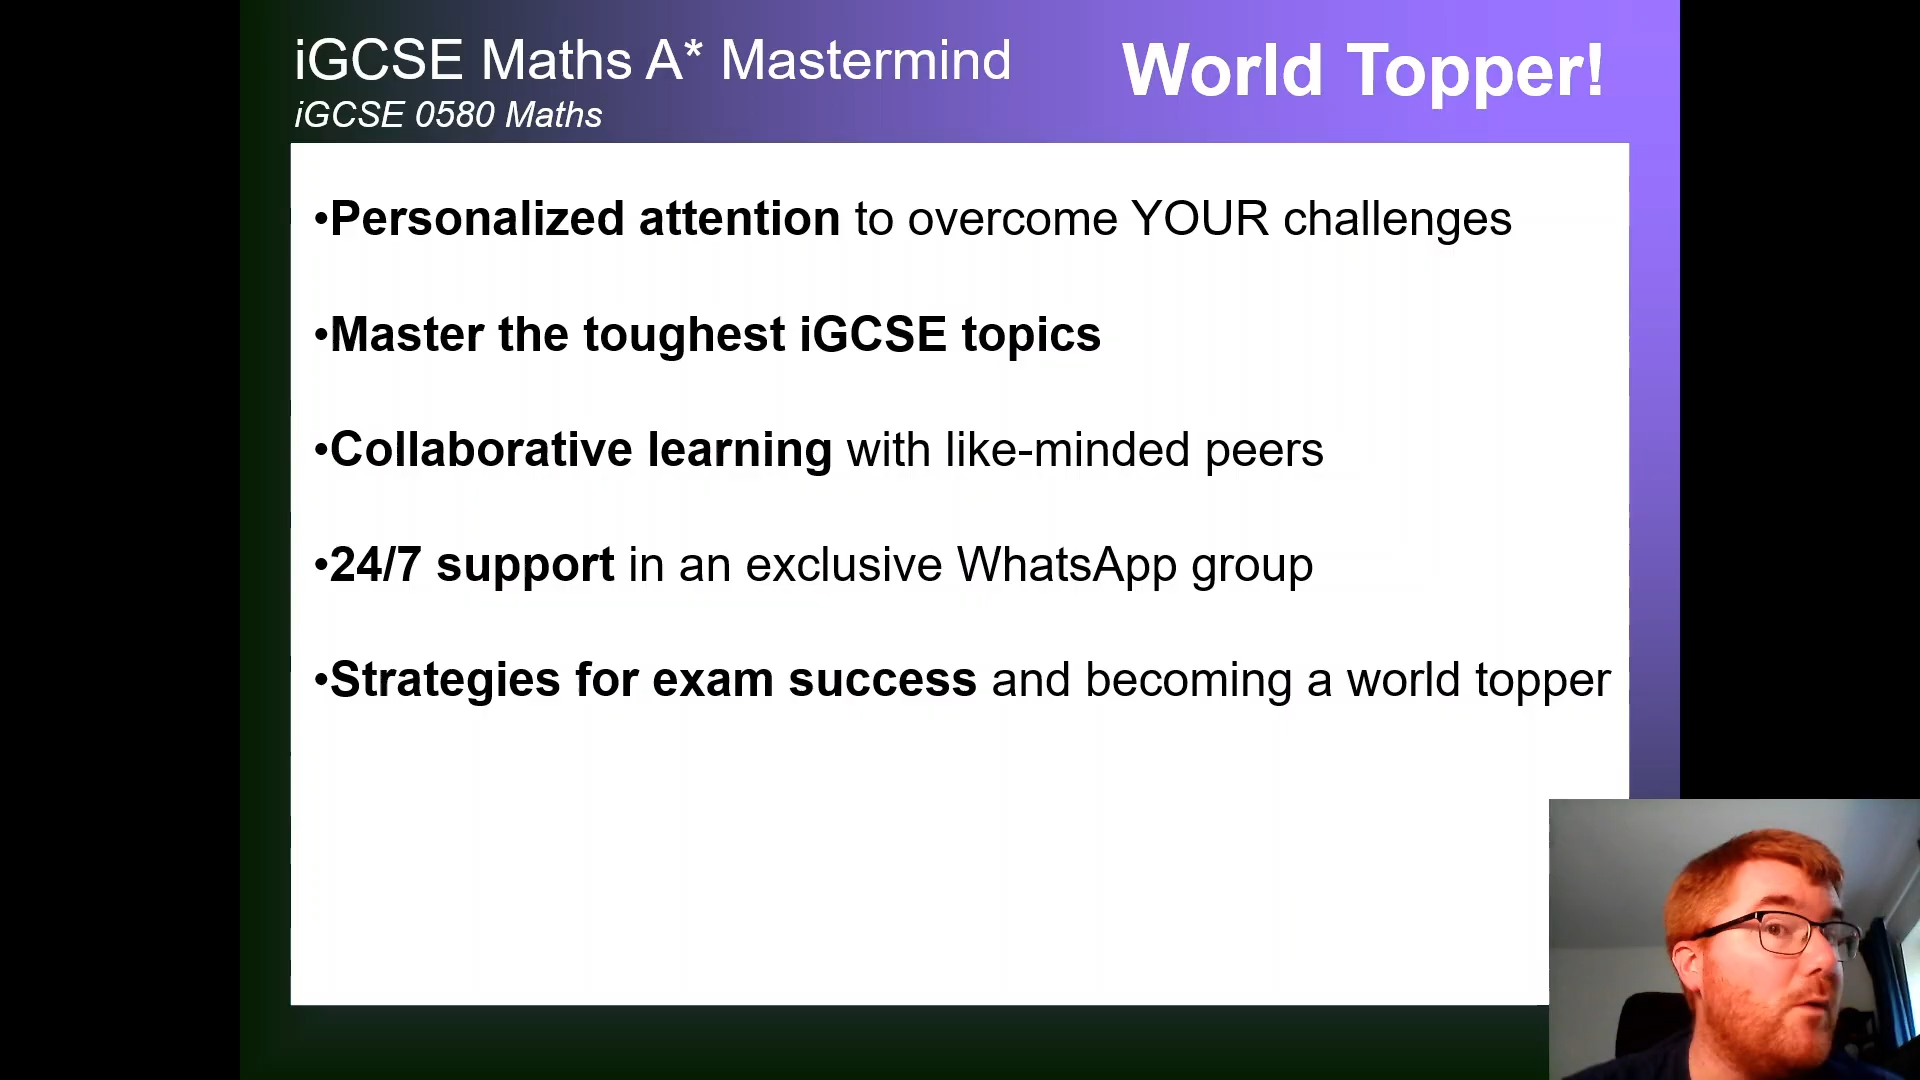 iGCSE Maths A* Mastermind
World Topper!
iGCSE 0580 Maths
•Personalized attention to overcome YOUR challenges
•Master the toughest iGCSE topics
•Collaborative learning with like-minded peers
•24/7 support in an exclusive WhatsApp group
•Strategies for exam success and becoming a world topper